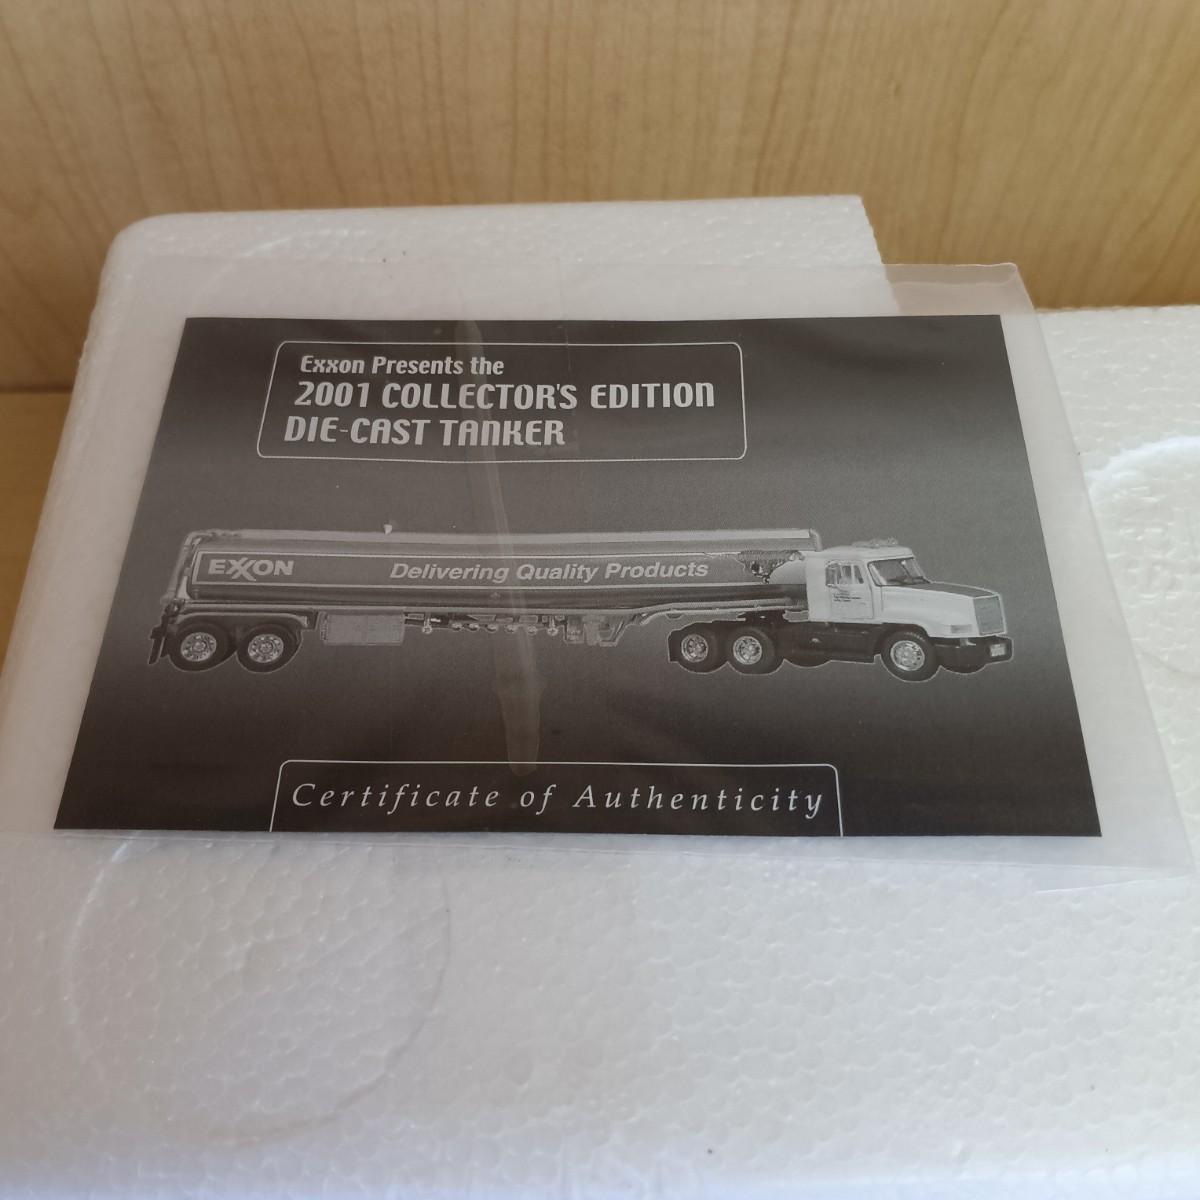 Exxon Presents the
2001 COLLECTOR'S EDITION
DIE-CAST TANKER
EXXON
Delivering Quality Products
Certificate of Authenticity